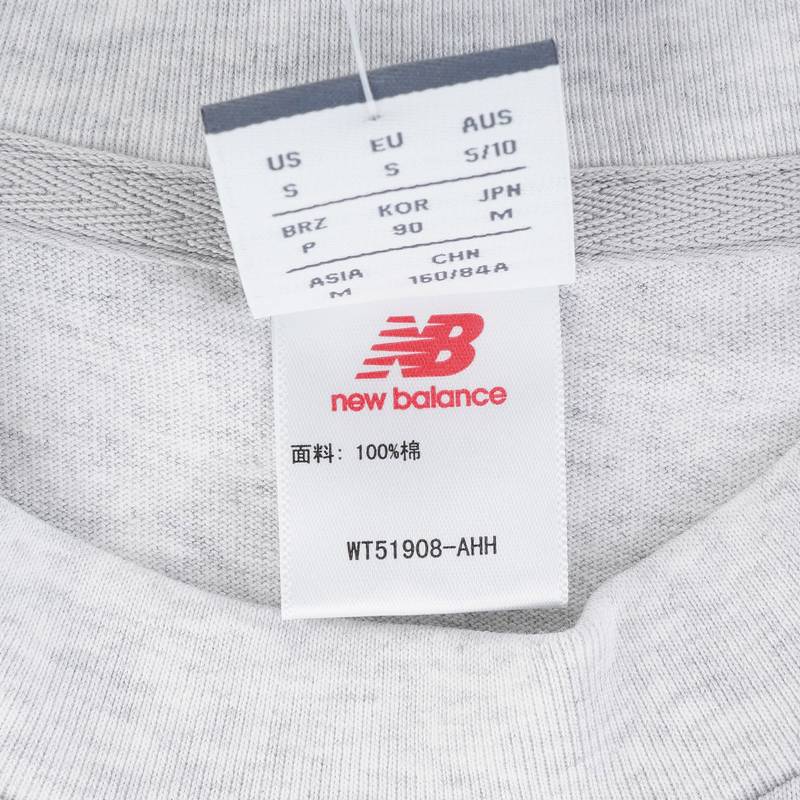 US EU AUS
S S S/10
BRZ KOR JPN
P 90 M
ASIA CHN
M 160/84A
NB
new balance
面料: 100%棉
WT51908-AHH